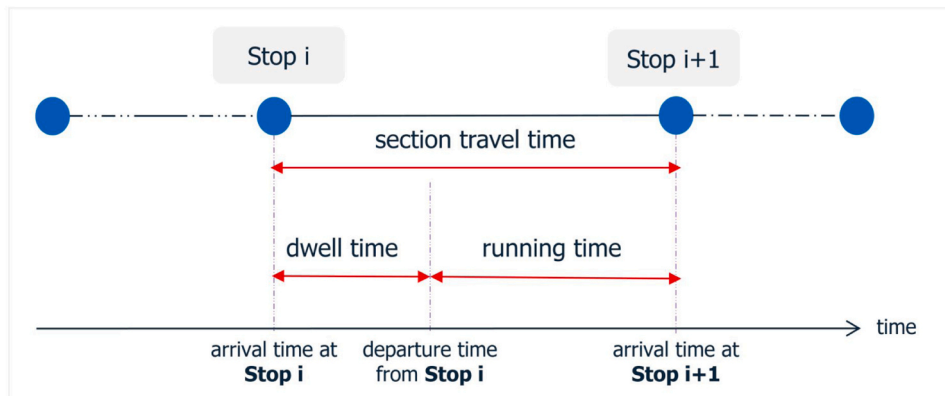 Stop i
Stop i+1
section travel time
dwell time
running time
time
arrival time at
Stop i
departure time
from Stop i
arrival time at
Stop i+1